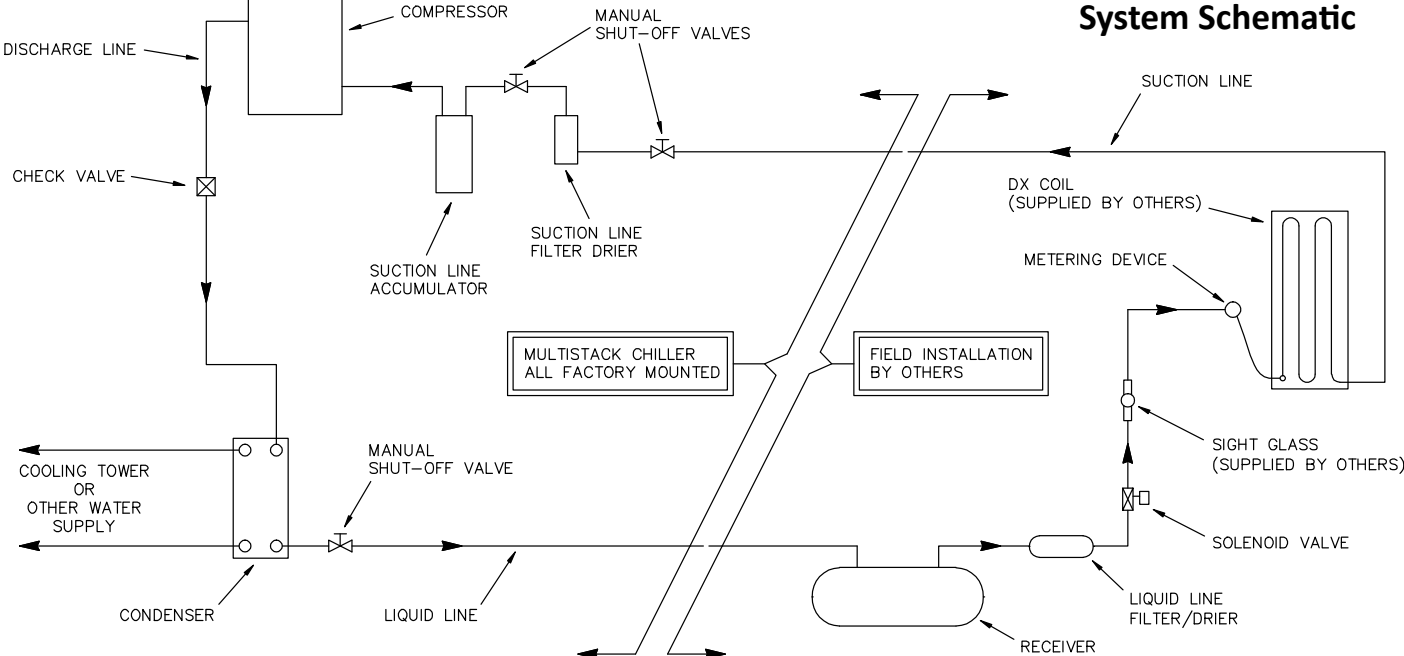 System Schematic
COMPRESSOR
MANUAL
SHUT-OFF VALVES
DISCHARGE LINE
SUCTION LINE
CHECK VALVE
DX COIL
(SUPPLIED BY OTHERS)
SUCTION LINE
FILTER DRIER
METERING DEVICE
SUCTION LINE
ACCUMULATOR
MULTISTACK CHILLER
ALL FACTORY MOUNTED
FIELD INSTALLATION
BY OTHERS
MANUAL
SHUT-OFF VALVE
SIGHT GLASS
(SUPPLIED BY OTHERS)
COOLING TOWER
OR
OTHER WATER
SUPPLY
SOLENOID VALVE
CONDENSER
LIQUID LINE
LIQUID LINE
FILTER/DRIER
RECEIVER